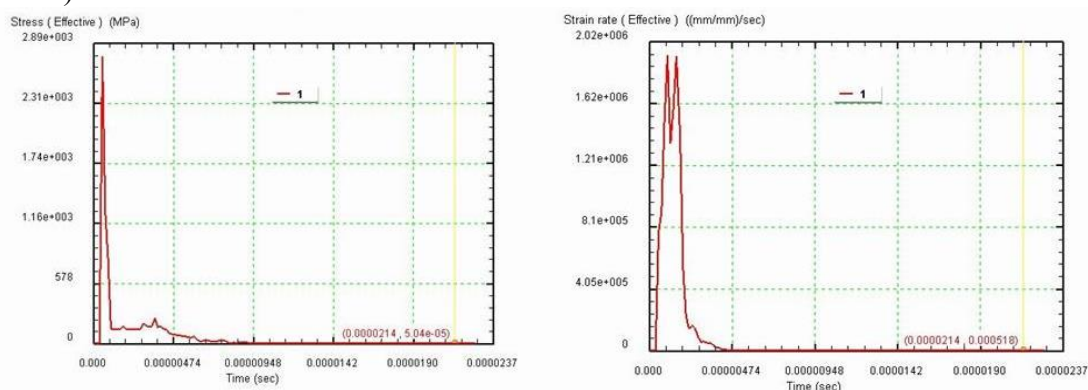 )
Stress ( Effective ) (MPa)
2.89e+003
2.31e+003
1.74e+003
1.16e+003
578
0
1
(0.0000214 , 5.04e-05)
0.000 0.00000474 0.00000948 0.0000142 0.0000190 0.0000237
Time (sec)
Strain rate ( Effective ) ((mm/mm)/sec)
2.02e+006
1.62e+006
1.21e+006
8.1e+005
4.05e+005
0
1
(0.0000214 , 0.000518)
0.000 0.00000474 0.00000948 0.0000142 0.0000190 0.0000237
Time (sec)